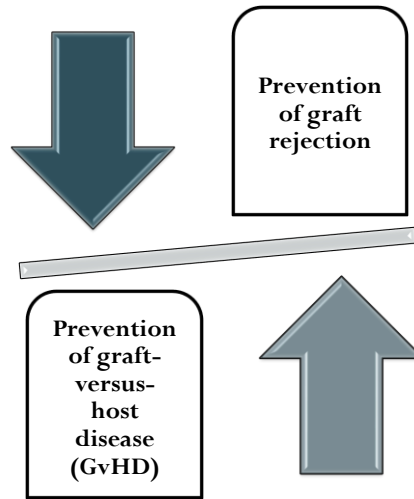 Prevention
of graft
rejection
Prevention
of graft-
versus-
host
disease
(GvHD)